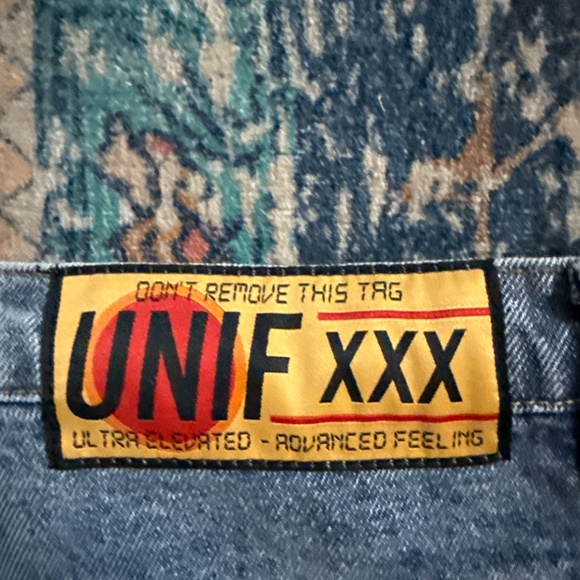 DON'T REMOVE THIS TAG
UNIF XXX
ULTRA ELEVATED - ADVANCED FEELING